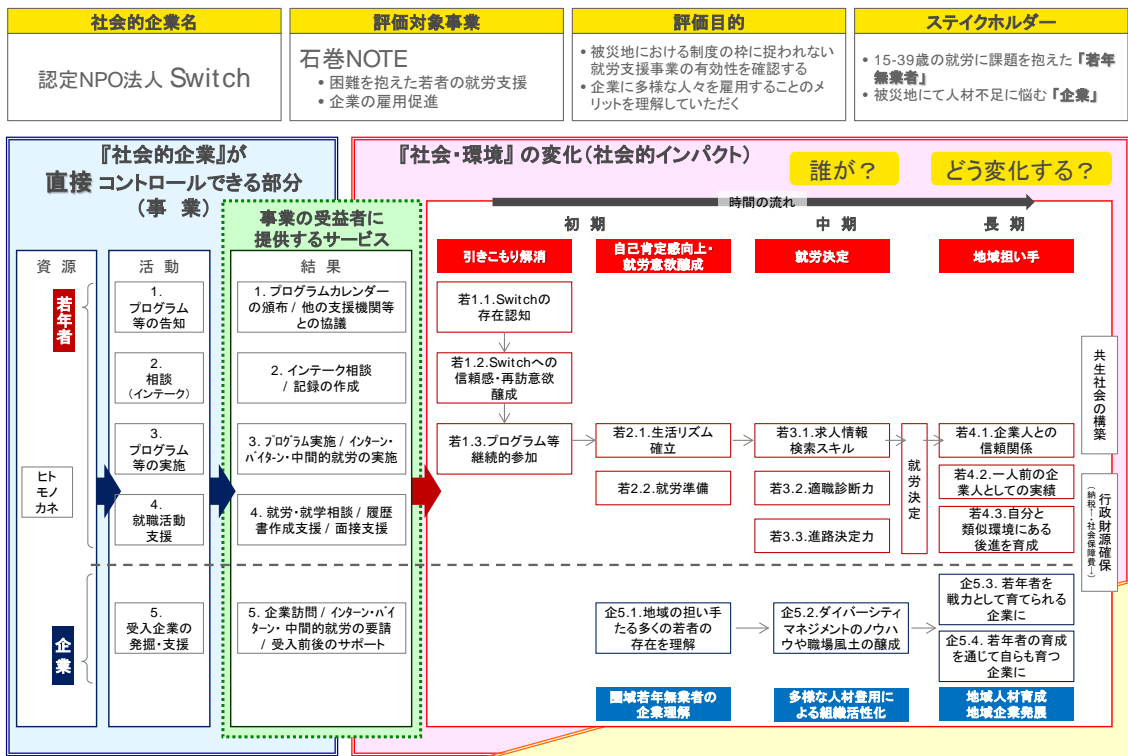 社会的企業名
認定NPO法人 Switch
評価対象事業
石巻NOTE
• 困難を抱えた若者の就労支援
• 企業の雇用促進
評価目的
• 被災地における制度の枠に捉われない
就労支援事業の有効性を確認する
• 企業に多様な人々を雇用することのメ
リットを理解していただく
ステイクホルダー
• 15-39歳の就労に課題を抱えた「若年
無業者」
• 被災地にて人材不足に悩む「企業」
『社会的企業』が
直接 コントロールできる部分
（事 業）
事業の受益者に
提供するサービス
『社会・環境』 の変化（社会的インパクト）
誰が？
どう変化する？
時間の流れ
初 期
中 期
長 期
引きこもり解消
自己肯定感向上・
就労意欲醸成
就労決定
地域担い手
資 源
活 動
結 果
若年者
企業
ヒト
モノ
カネ
1.
プログラム
等の告知
2.
相談
（インテーク）
3.
プログラム
等の実施
4.
就職活動
支援
5.
受入企業の
発掘・支援
1. プログラムカレンダー
の頒布 / 他の支援機関等
との協議
2. インテーク相談
/ 記録の作成
3. プログラム実施 / インターン・
バイターン・中間的就労の実施
4. 就労・就学相談 / 履歴
書作成支援 / 面接支援
5. 企業訪問 / インターン・バイ
ターン・中間的就労の要請
/ 受入前後のサポート
若1.1.Switchの
存在認知
若1.2.Switchへの
信頼感・再訪意欲
醸成
若1.3.プログラム等
継続的参加
若2.1.生活リズム
確立
若2.2.就労準備
若3.1.求人情報
検索スキル
若3.2.適職診断力
若3.3.進路決定力
就労決定
若4.1.企業人との
信頼関係
若4.2.一人前の企
業人としての実績
若4.3.自分と
類似環境にある
後進を育成
共生社会の構築
行政財源確保
（納税↑・社会保障費↓）
企5.1.地域の担い手
たる多くの若者の
存在を理解
企5.2.ダイバーシティ
マネジメントのノウハ
ウや職場風土の醸成
企5.3. 若年者を
戦力として育てられる
企業に
企5.4. 若年者の育成
を通じて自らも育つ
企業に
圏域若年無業者の
企業理解
多様な人材登用に
よる組織活性化
地域人材育成
地域企業発展